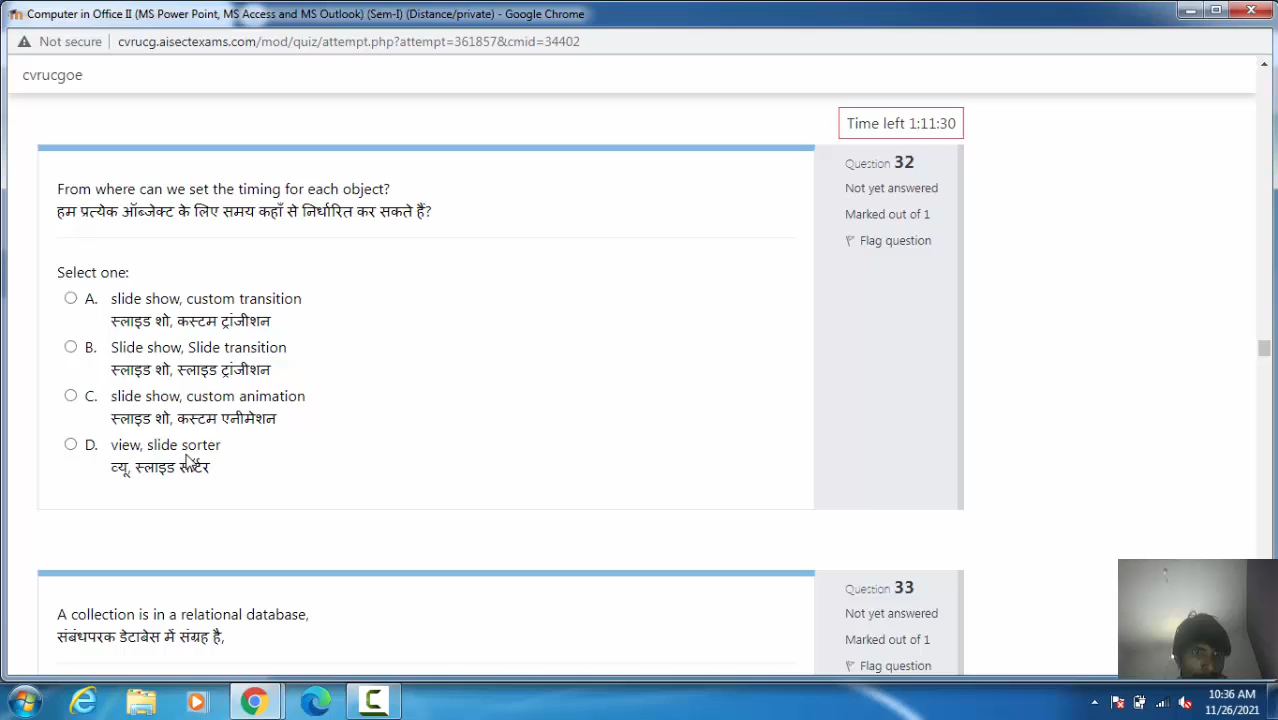 Computer in Office II (MS Power Point, MS Access and MS Outlook) (Sem-I) (Distance/private) - Google Chrome
Not secure | cvrucg.aisectexams.com/mod/quiz/attempt.php?attempt=361857&cmid=34402
cvrucgoe
Time left 1:11:30
From where can we set the timing for each object?
हम प्रत्येक ऑब्जेक्ट के लिए समय कहाँ से निर्धारित कर सकते हैं?
Select one:
A. slide show, custom transition
स्लाइड शो, कस्टम ट्रांजीशन
B. Slide show, Slide transition
स्लाइड शो, स्लाइड ट्रांजीशन
C. slide show, custom animation
स्लाइड शो, कस्टम एनीमेशन
D. view, slide sorter
व्यू, स्लाइड
Question 32
Not yet answered
Marked out of 1
Flag question
A collection is in a relational database,
संबंधपरक डेटाबेस में संग्रह है,
Question 33
Not yet answered
Marked out of 1
Flag question
10:36 AM
11/26/2021